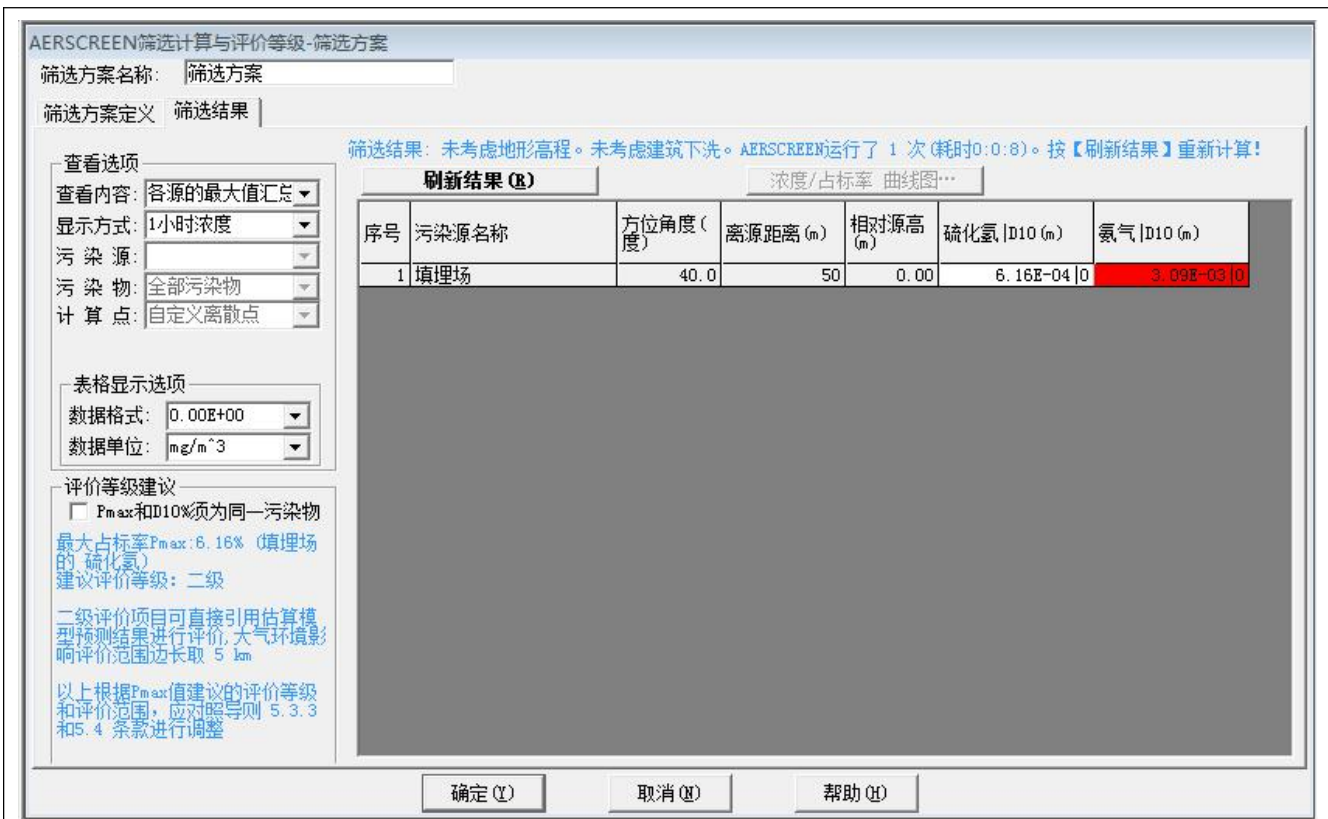 AERSCREEN筛选计算与评价等级-筛选方案
筛选方案名称: 筛选方案
筛选方案定义 筛选结果
筛选结果: 未考虑地形高程。未考虑建筑下洗。AERSCREEN运行了 1 次(耗时0:0:8)。按【刷新结果】重新计算!
查看选项
查看内容: 各源的最大值汇总
显示方式: 1小时浓度
污 染 源:
污 染 物: 全部污染物
计 算 点: 自定义离散点
表格显示选项
数据格式: 0.00E+00
数据单位: mg/m^3
评价等级建议
Pmax和D10%须为同一污染物
最大占标率Pmax:6.16% (填埋场
的 硫化氢)
建议评价等级: 二级
二级评价项目可直接引用估算模
型预测结果进行评价,大气环境影
响评价范围边长取 5 km
以上根据Pmax值建议的评价等级
和评价范围, 应对照导则 5.3.3
和5.4 条款进行调整
刷新结果(R) 浓度/占标率 曲线图…
序号 污染源名称 方位角度(度) 离源距离(m) 相对源高(m) 硫化氢|D10(m) 氨气|D10(m)
1 填埋场 40.0 50 0.00 6.16E-04|0 3.09E-03|0
确定(Y) 取消(N) 帮助(H)